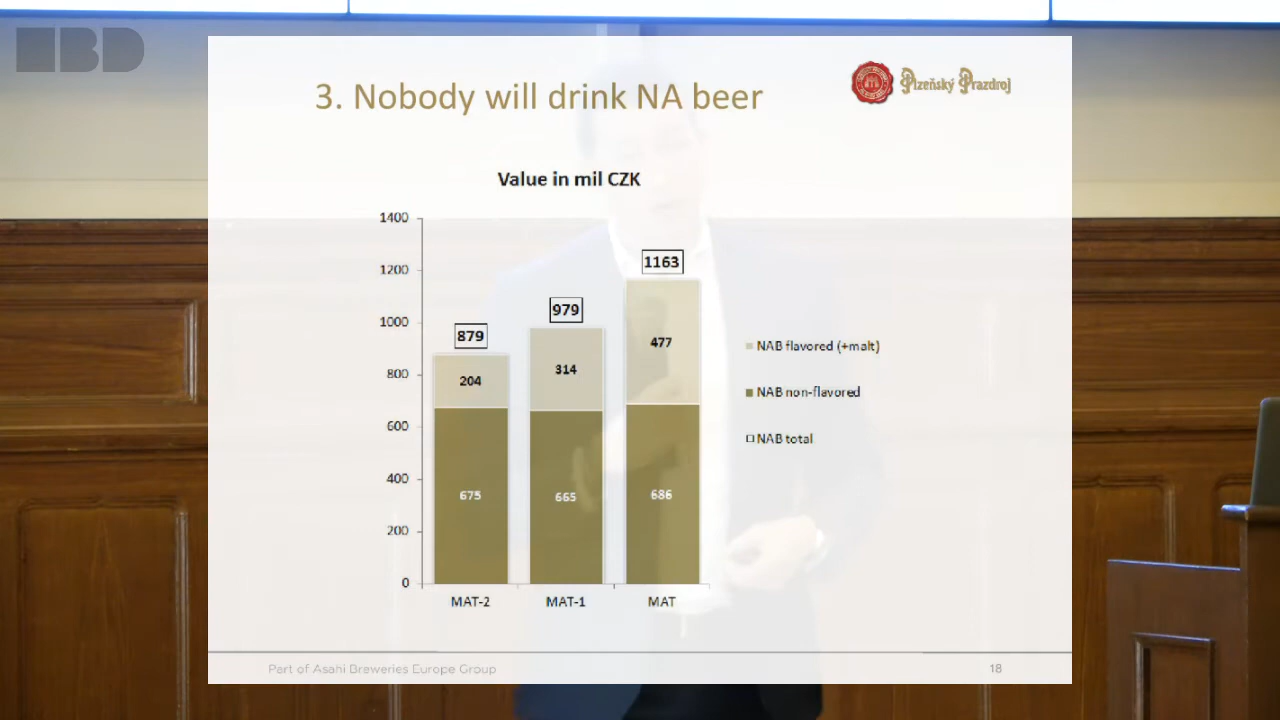 IBD
3. Nobody will drink NA beer
Plzeňský Prazdroj
Value in mil CZK
1400
1200
1000
800
600
400
200
0
879
204
675
979
314
665
1163
477
686
MAT-2
MAT-1
MAT
NAB flavored (+malt)
NAB non-flavored
NAB total
Part of Asahi Breweries Europe Group
18